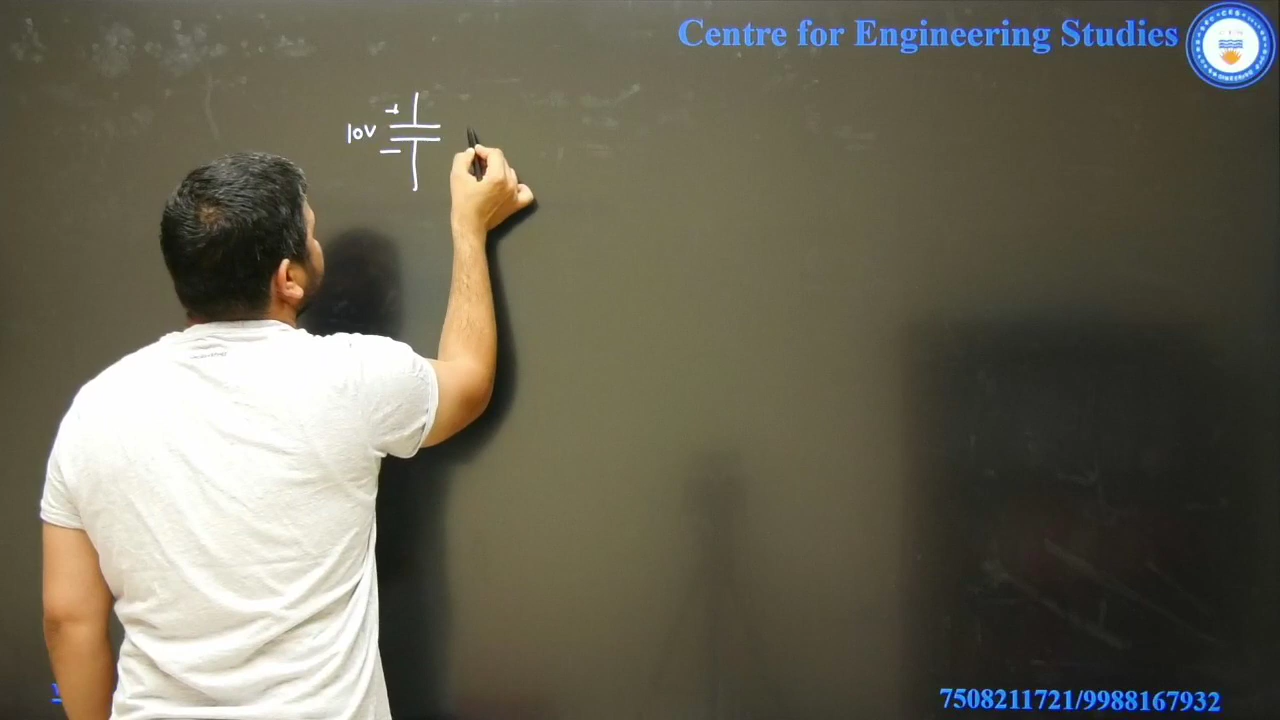 Centre for Engineering Studies
+
10V
−
7508211721/9988167932